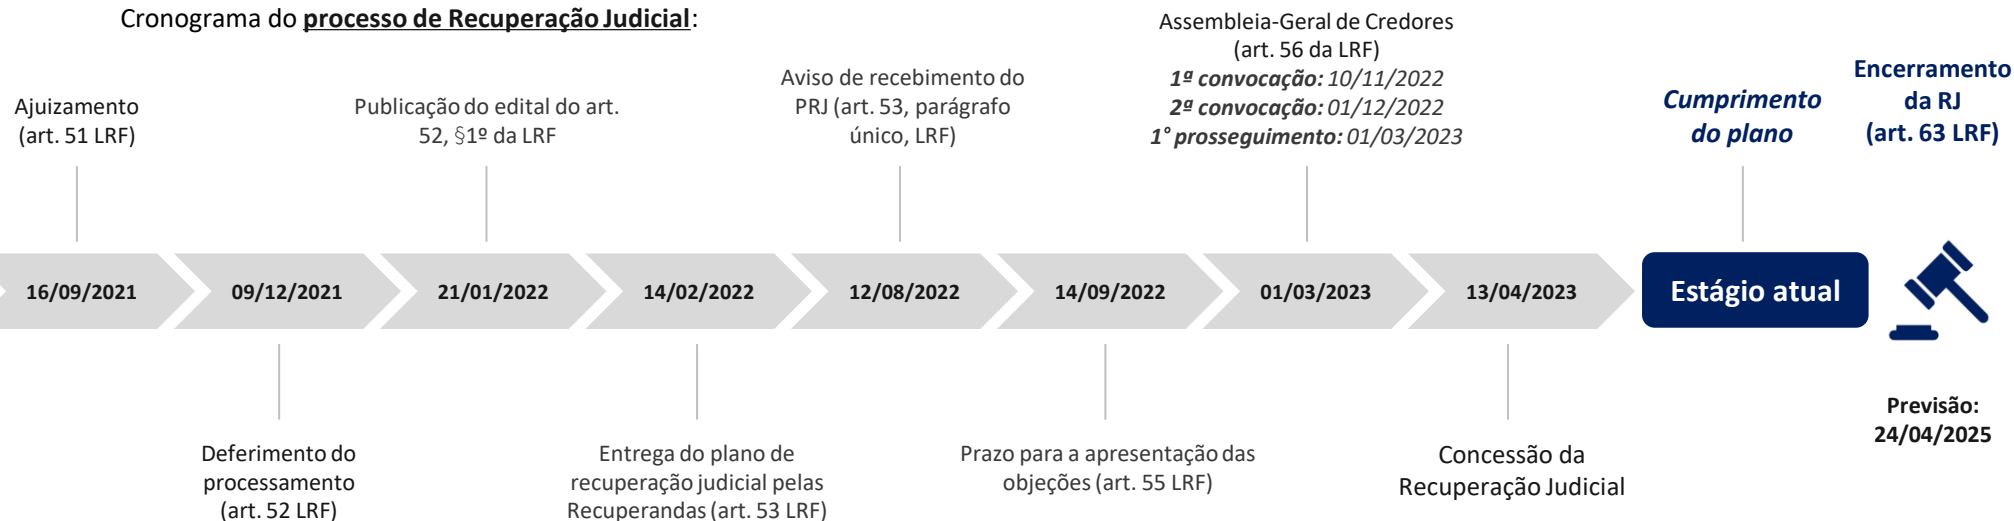 Cronograma do processo de Recuperação Judicial:
Ajuizamento
(art. 51 LRF)
Publicação do edital do art.
52, §1º da LRF
Aviso de recebimento do
PRJ (art. 53, parágrafo
único, LRF)
Assembleia-Geral de Credores
(art. 56 da LRF)
1ª convocação: 10/11/2022
2ª convocação: 01/12/2022
1° prosseguimento: 01/03/2023
Cumprimento
do plano
Encerramento
da RJ
(art. 63 LRF)
16/09/2021
09/12/2021
21/01/2022
14/02/2022
12/08/2022
14/09/2022
01/03/2023
13/04/2023
Estágio atual
Deferimento do
processamento
(art. 52 LRF)
Entrega do plano de
recuperação judicial pelas
Recuperandas (art. 53 LRF)
Prazo para a apresentação das
objeções (art. 55 LRF)
Concessão da
Recuperação Judicial
Previsão:
24/04/2025